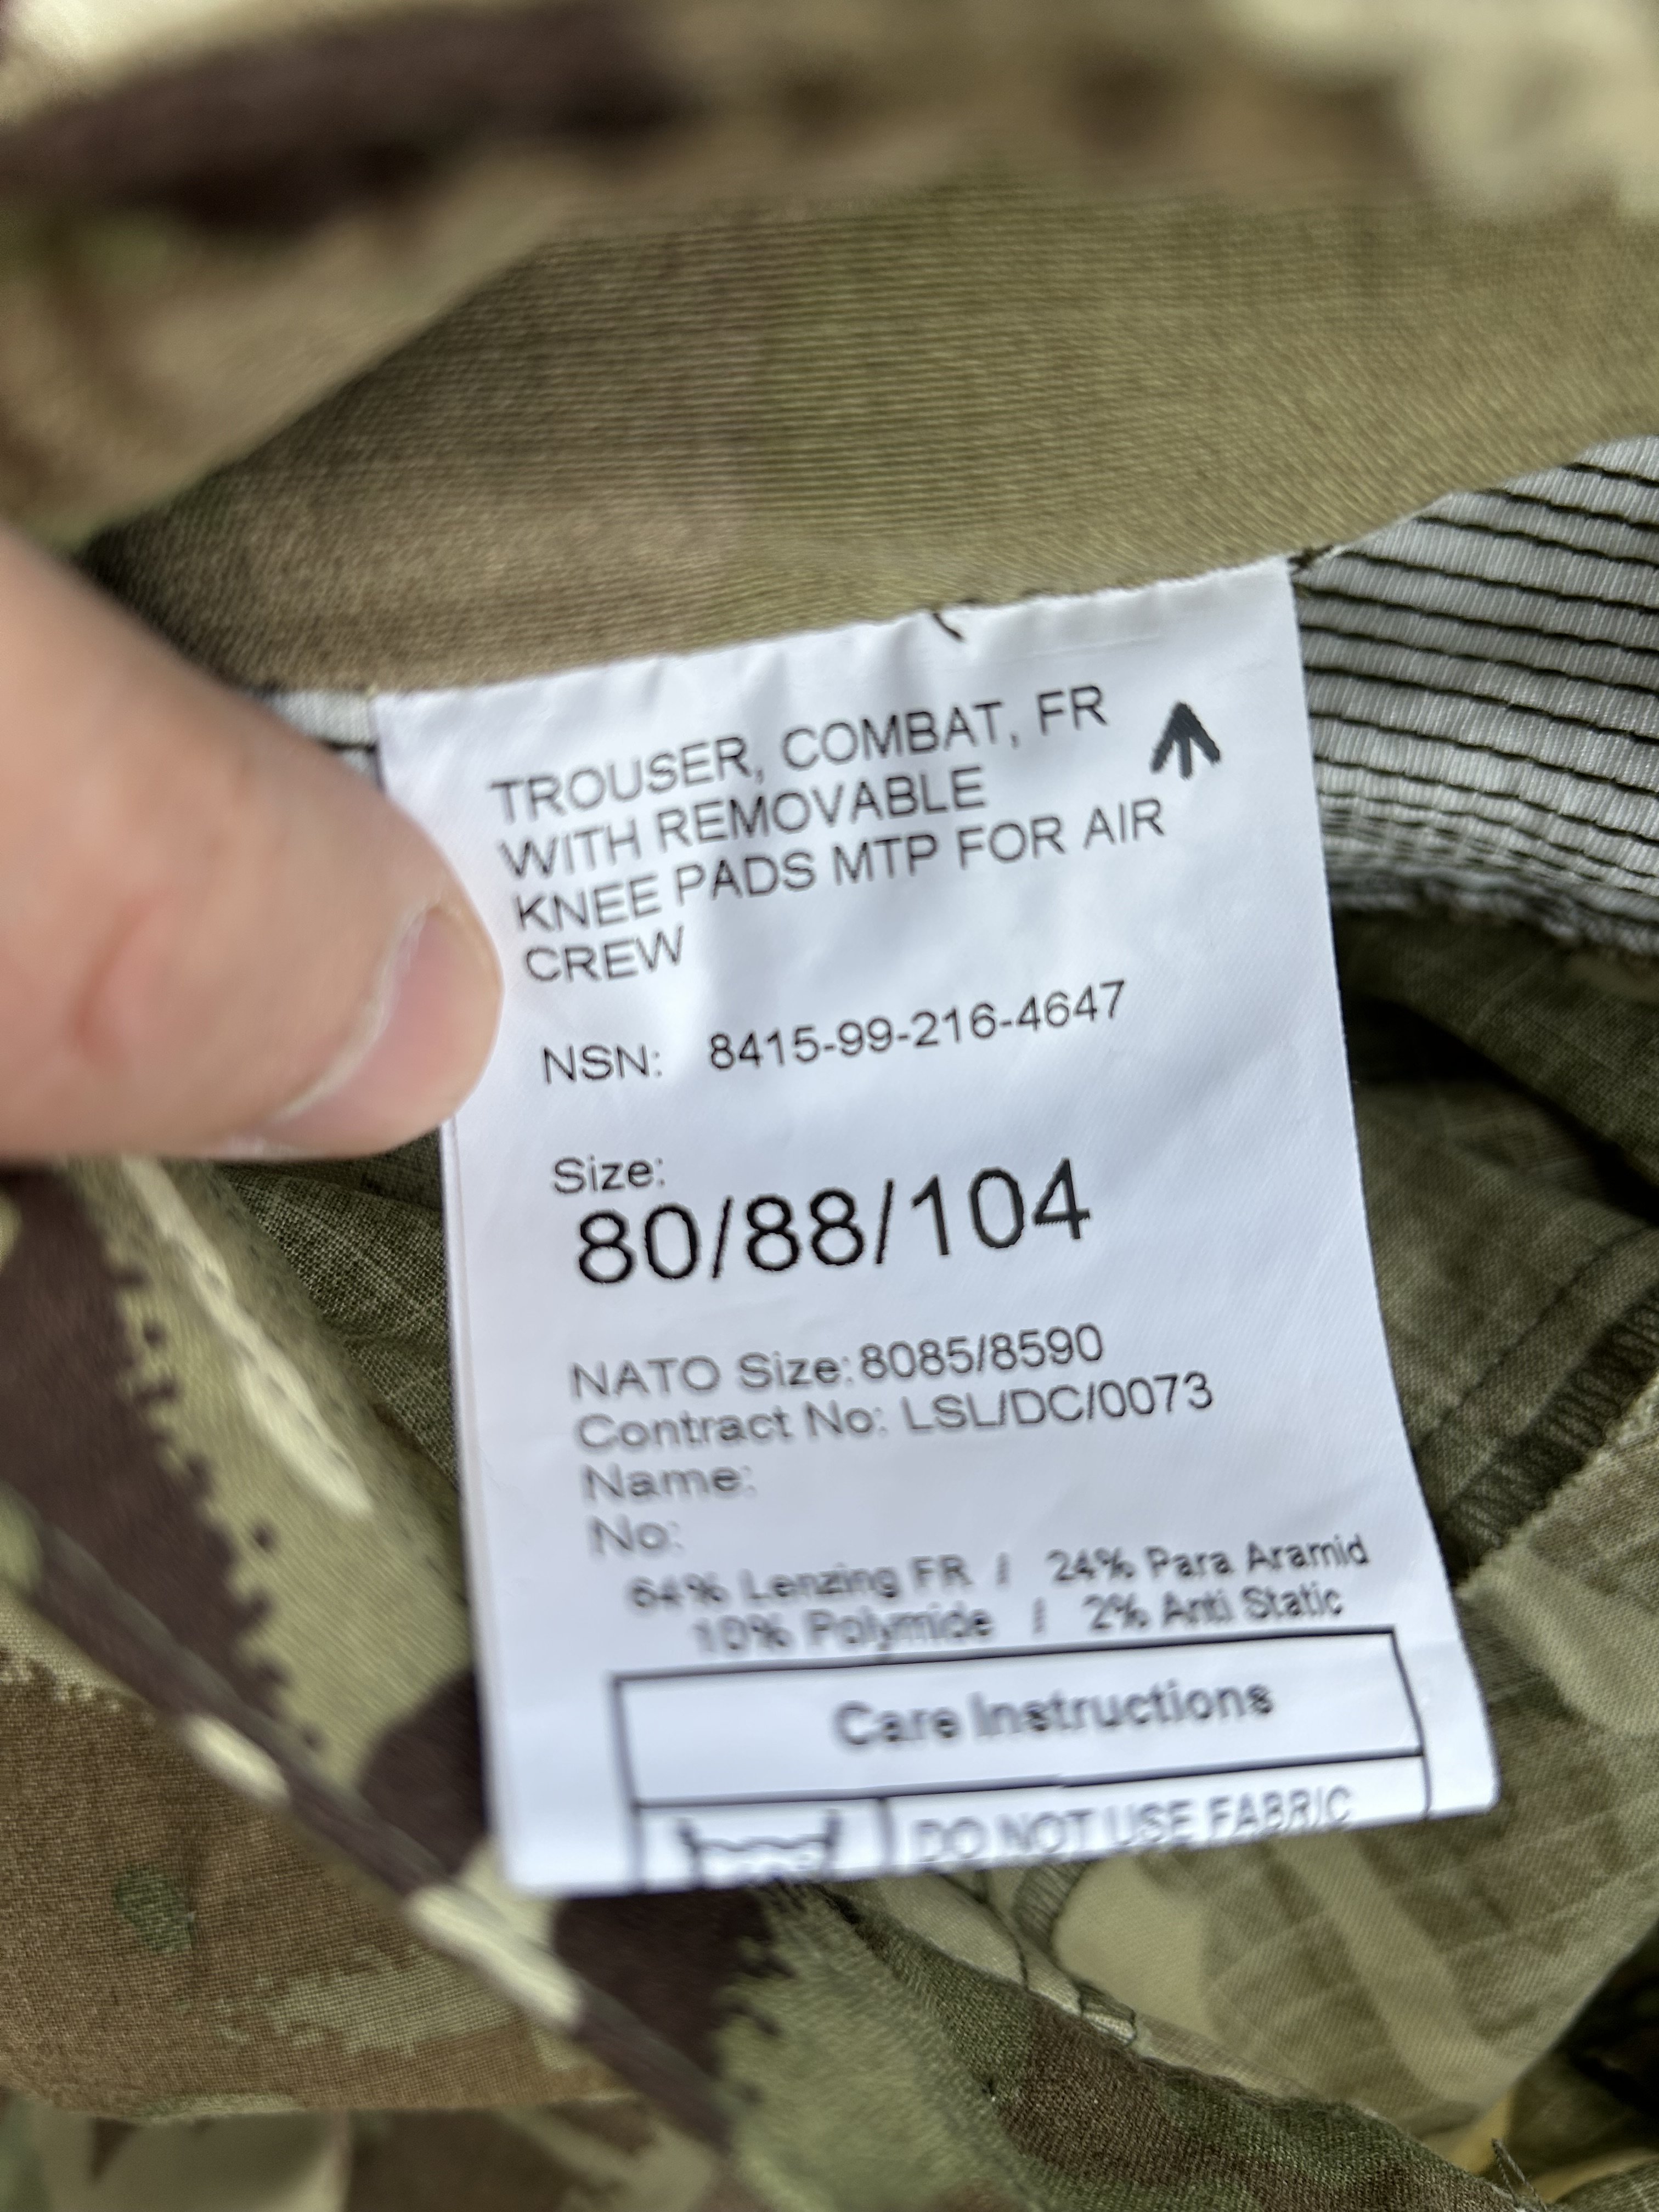 TROUSER, COMBAT, FR
WITH REMOVABLE
KNEE PADS MTP FOR AIR
CREW
NSN: 8415-99-216-4647
Size:
80/88/104
NATO Size: 8085/8590
Contract No: LSL/DC/0073
Name:
No:
64% Lenzing FR / 24% Para Aramid
10% Polymide / 2% Anti Static
Care Instructions
DO NOT USE FABRIC